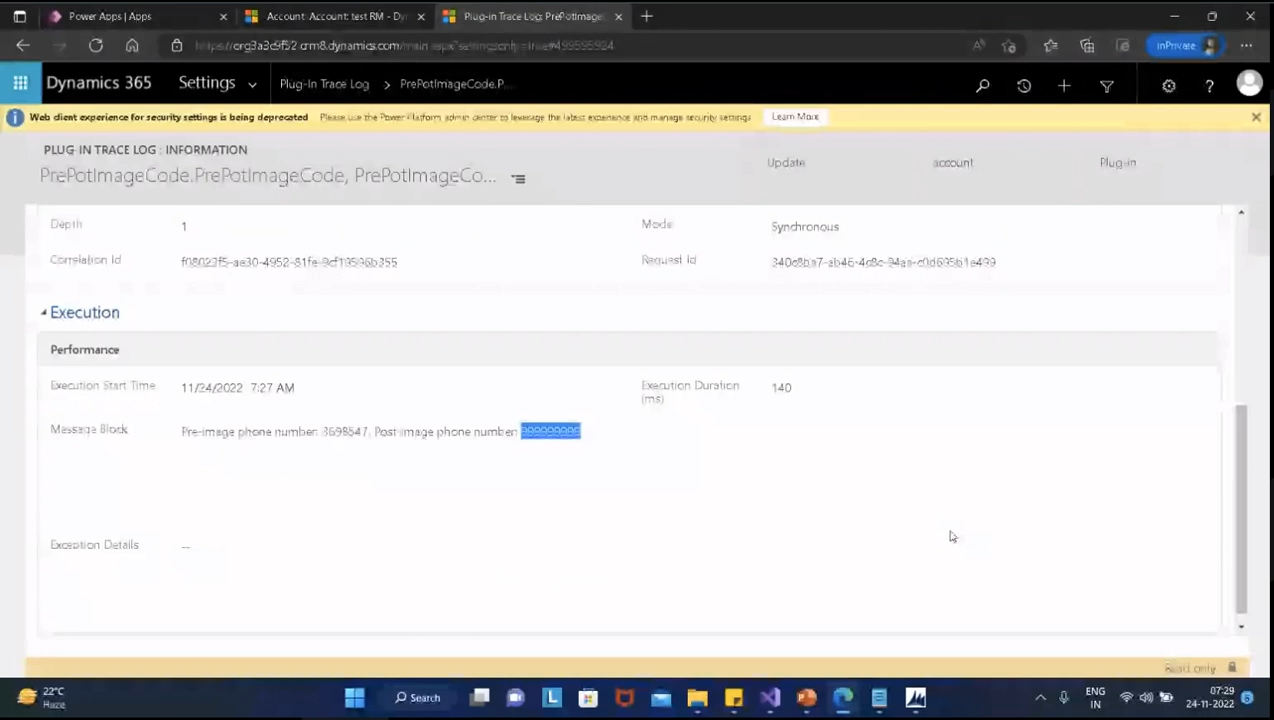 Power Apps | Apps
Account: Account: test RM - Dy
Plug-in Trace Log: PrePotImage
InPrivate
Dynamics 365
Settings
Plug-In Trace Log > PrePotImageCode.P...
Web client experience for security settings is being deprecated Please use the Power Platform admin center to leverage the latest experience and manage security settings
Learn More
PLUG-IN TRACE LOG : INFORMATION
PrePotImageCode.PrePotImageCode, PrePotImageCo...
Update
account
Plug-in
Depth
1
Mode
Synchronous
Correlation Id
Request Id
Execution
Performance
Execution Start Time
11/24/2022 7:27 AM
Execution Duration
(ms)
140
Message Block
Pre-image phone number: 3698547, Post-image phone number:
Exception Details
--
Read only
22°C
Haze
Search
ENG
IN
07:29
24-11-2022